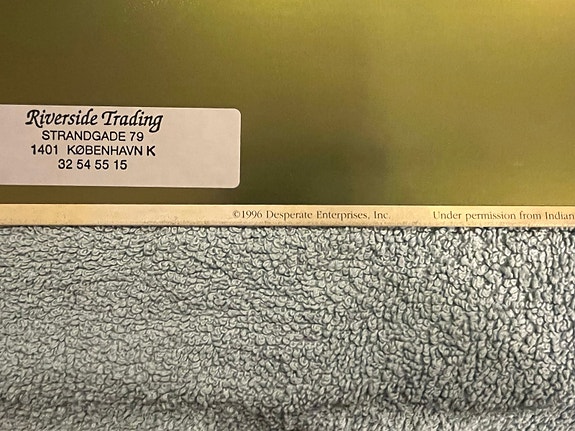 Riverside Trading
STRANDGADE 79
1401 KØBENHAVN K
32 54 55 15
©1996 Desperate Enterprises, Inc. Under permission from Indian